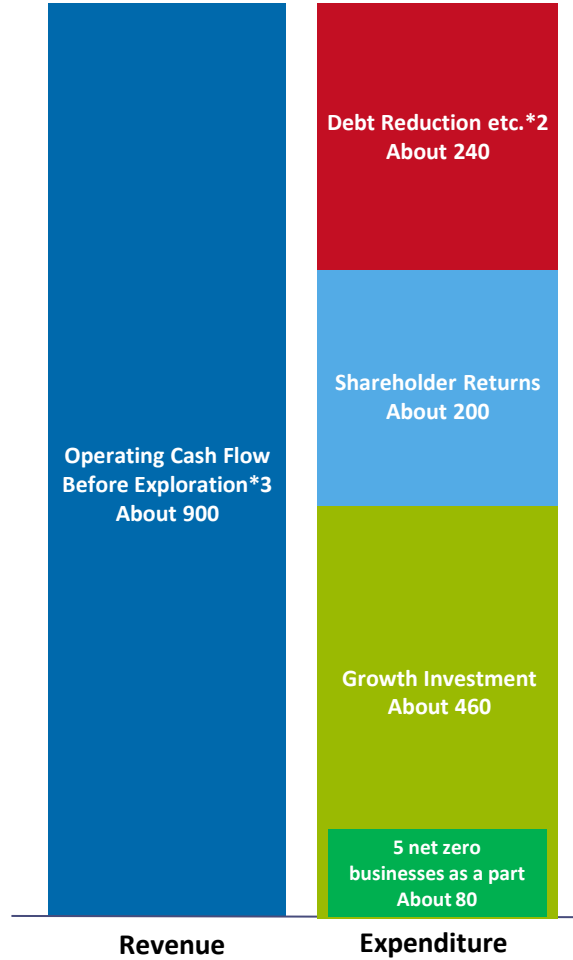 Operating Cash Flow
Before Exploration*3
About 900
Debt Reduction etc.*2
About 240
Shareholder Returns
About 200
Growth Investment
About 460
5 net zero
businesses as a part
About 80
Revenue
Expenditure